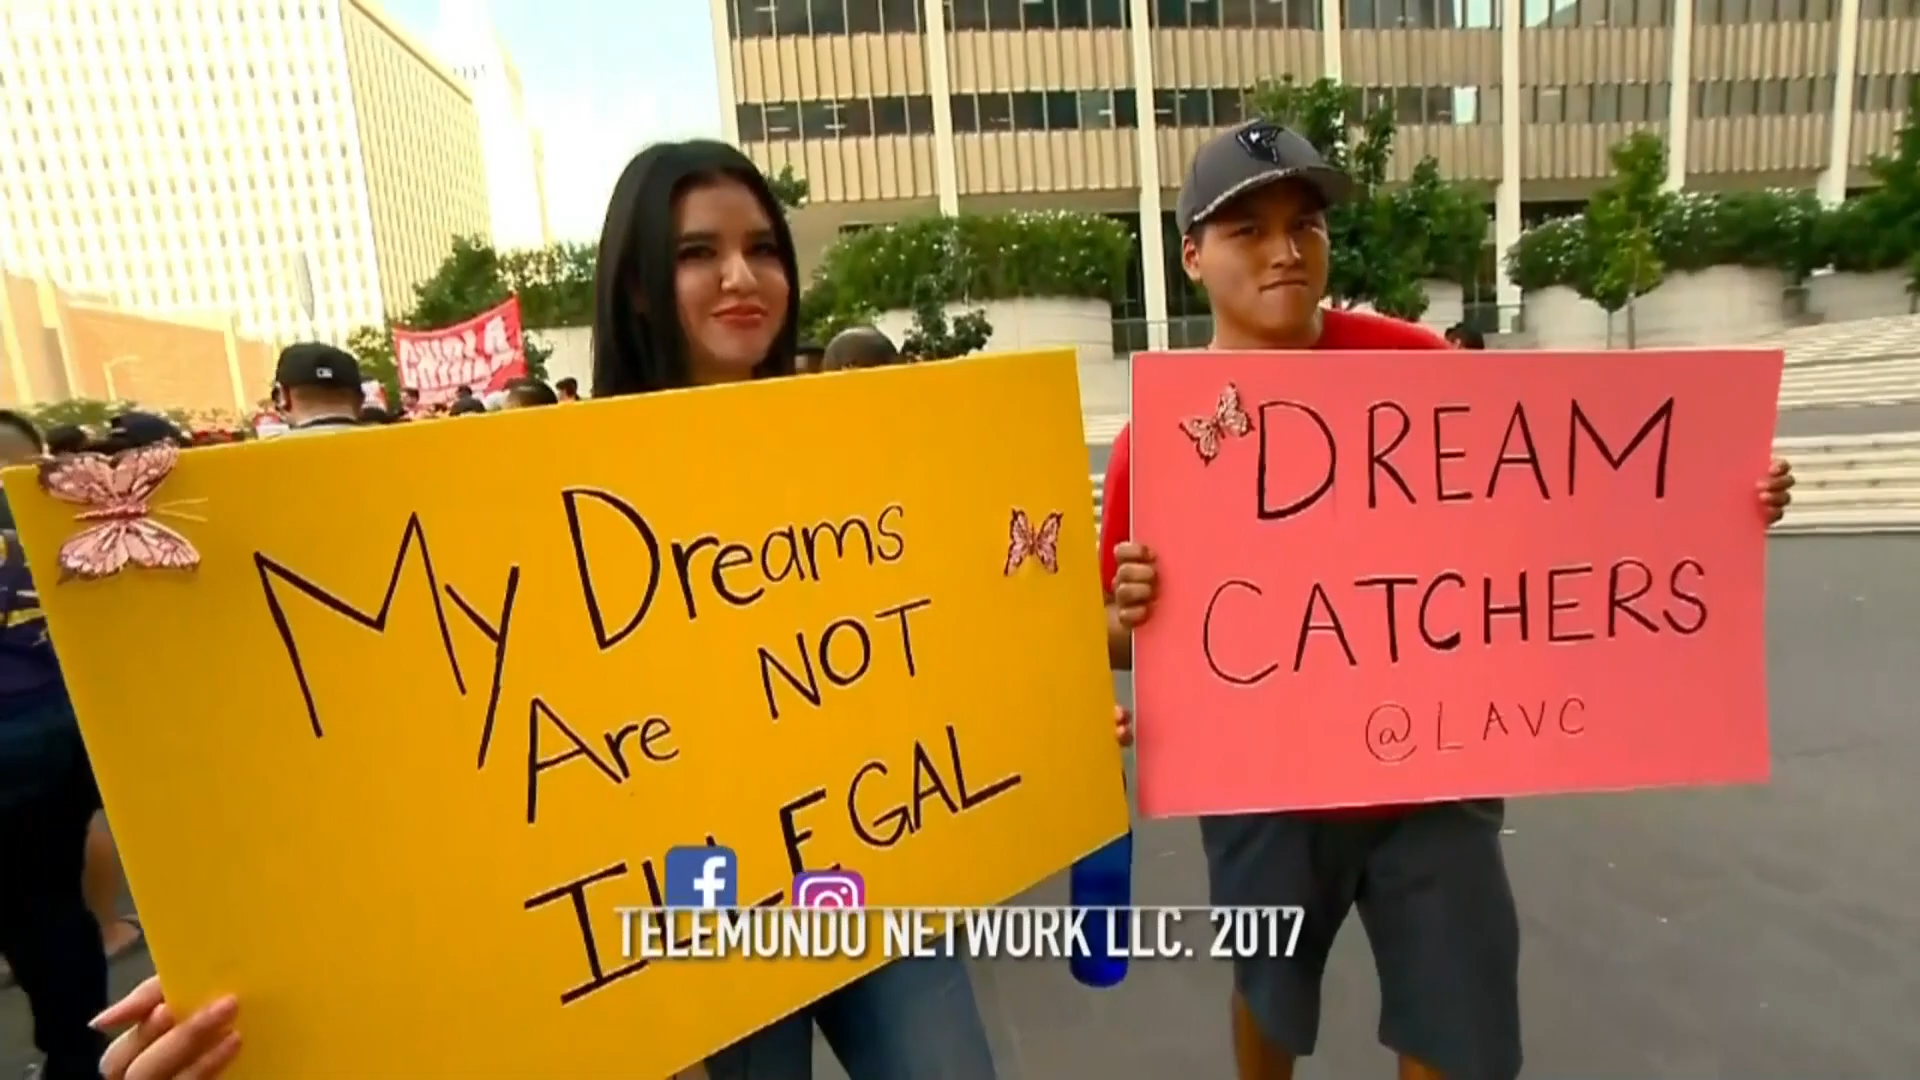 My Dreams
Are NOT
ILLEGAL
DREAM
CATCHERS
@LAVC
TELEMUNDO NETWORK LLC. 2017